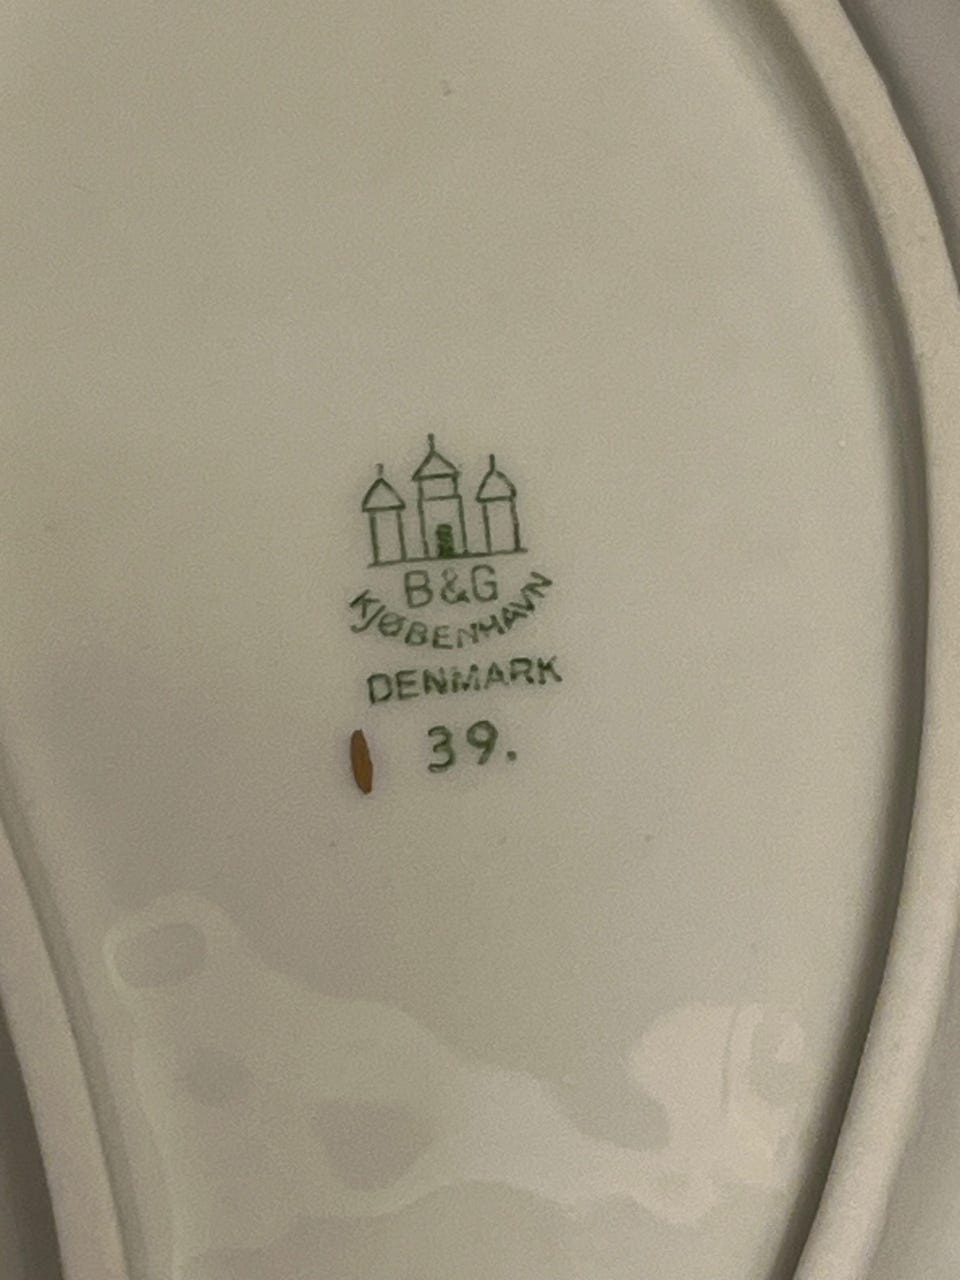 B&G
KJØBENHAVN
DENMARK
39.